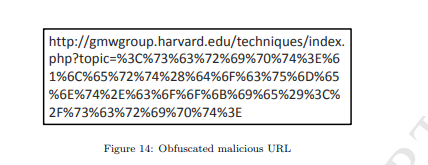 http://gmwgroup.harvard.edu/techniques/index.
php?topic=%3C%73%63%72%69%70%74%3E%6
1%6C%65%72%74%28%64%6F%63%75%6D%65
%6E%74%2E%63%6F%6F%6B%69%65%29%3C%
2F%73%63%72%69%70%74%3E
Figure 14: Obfuscated malicious URL